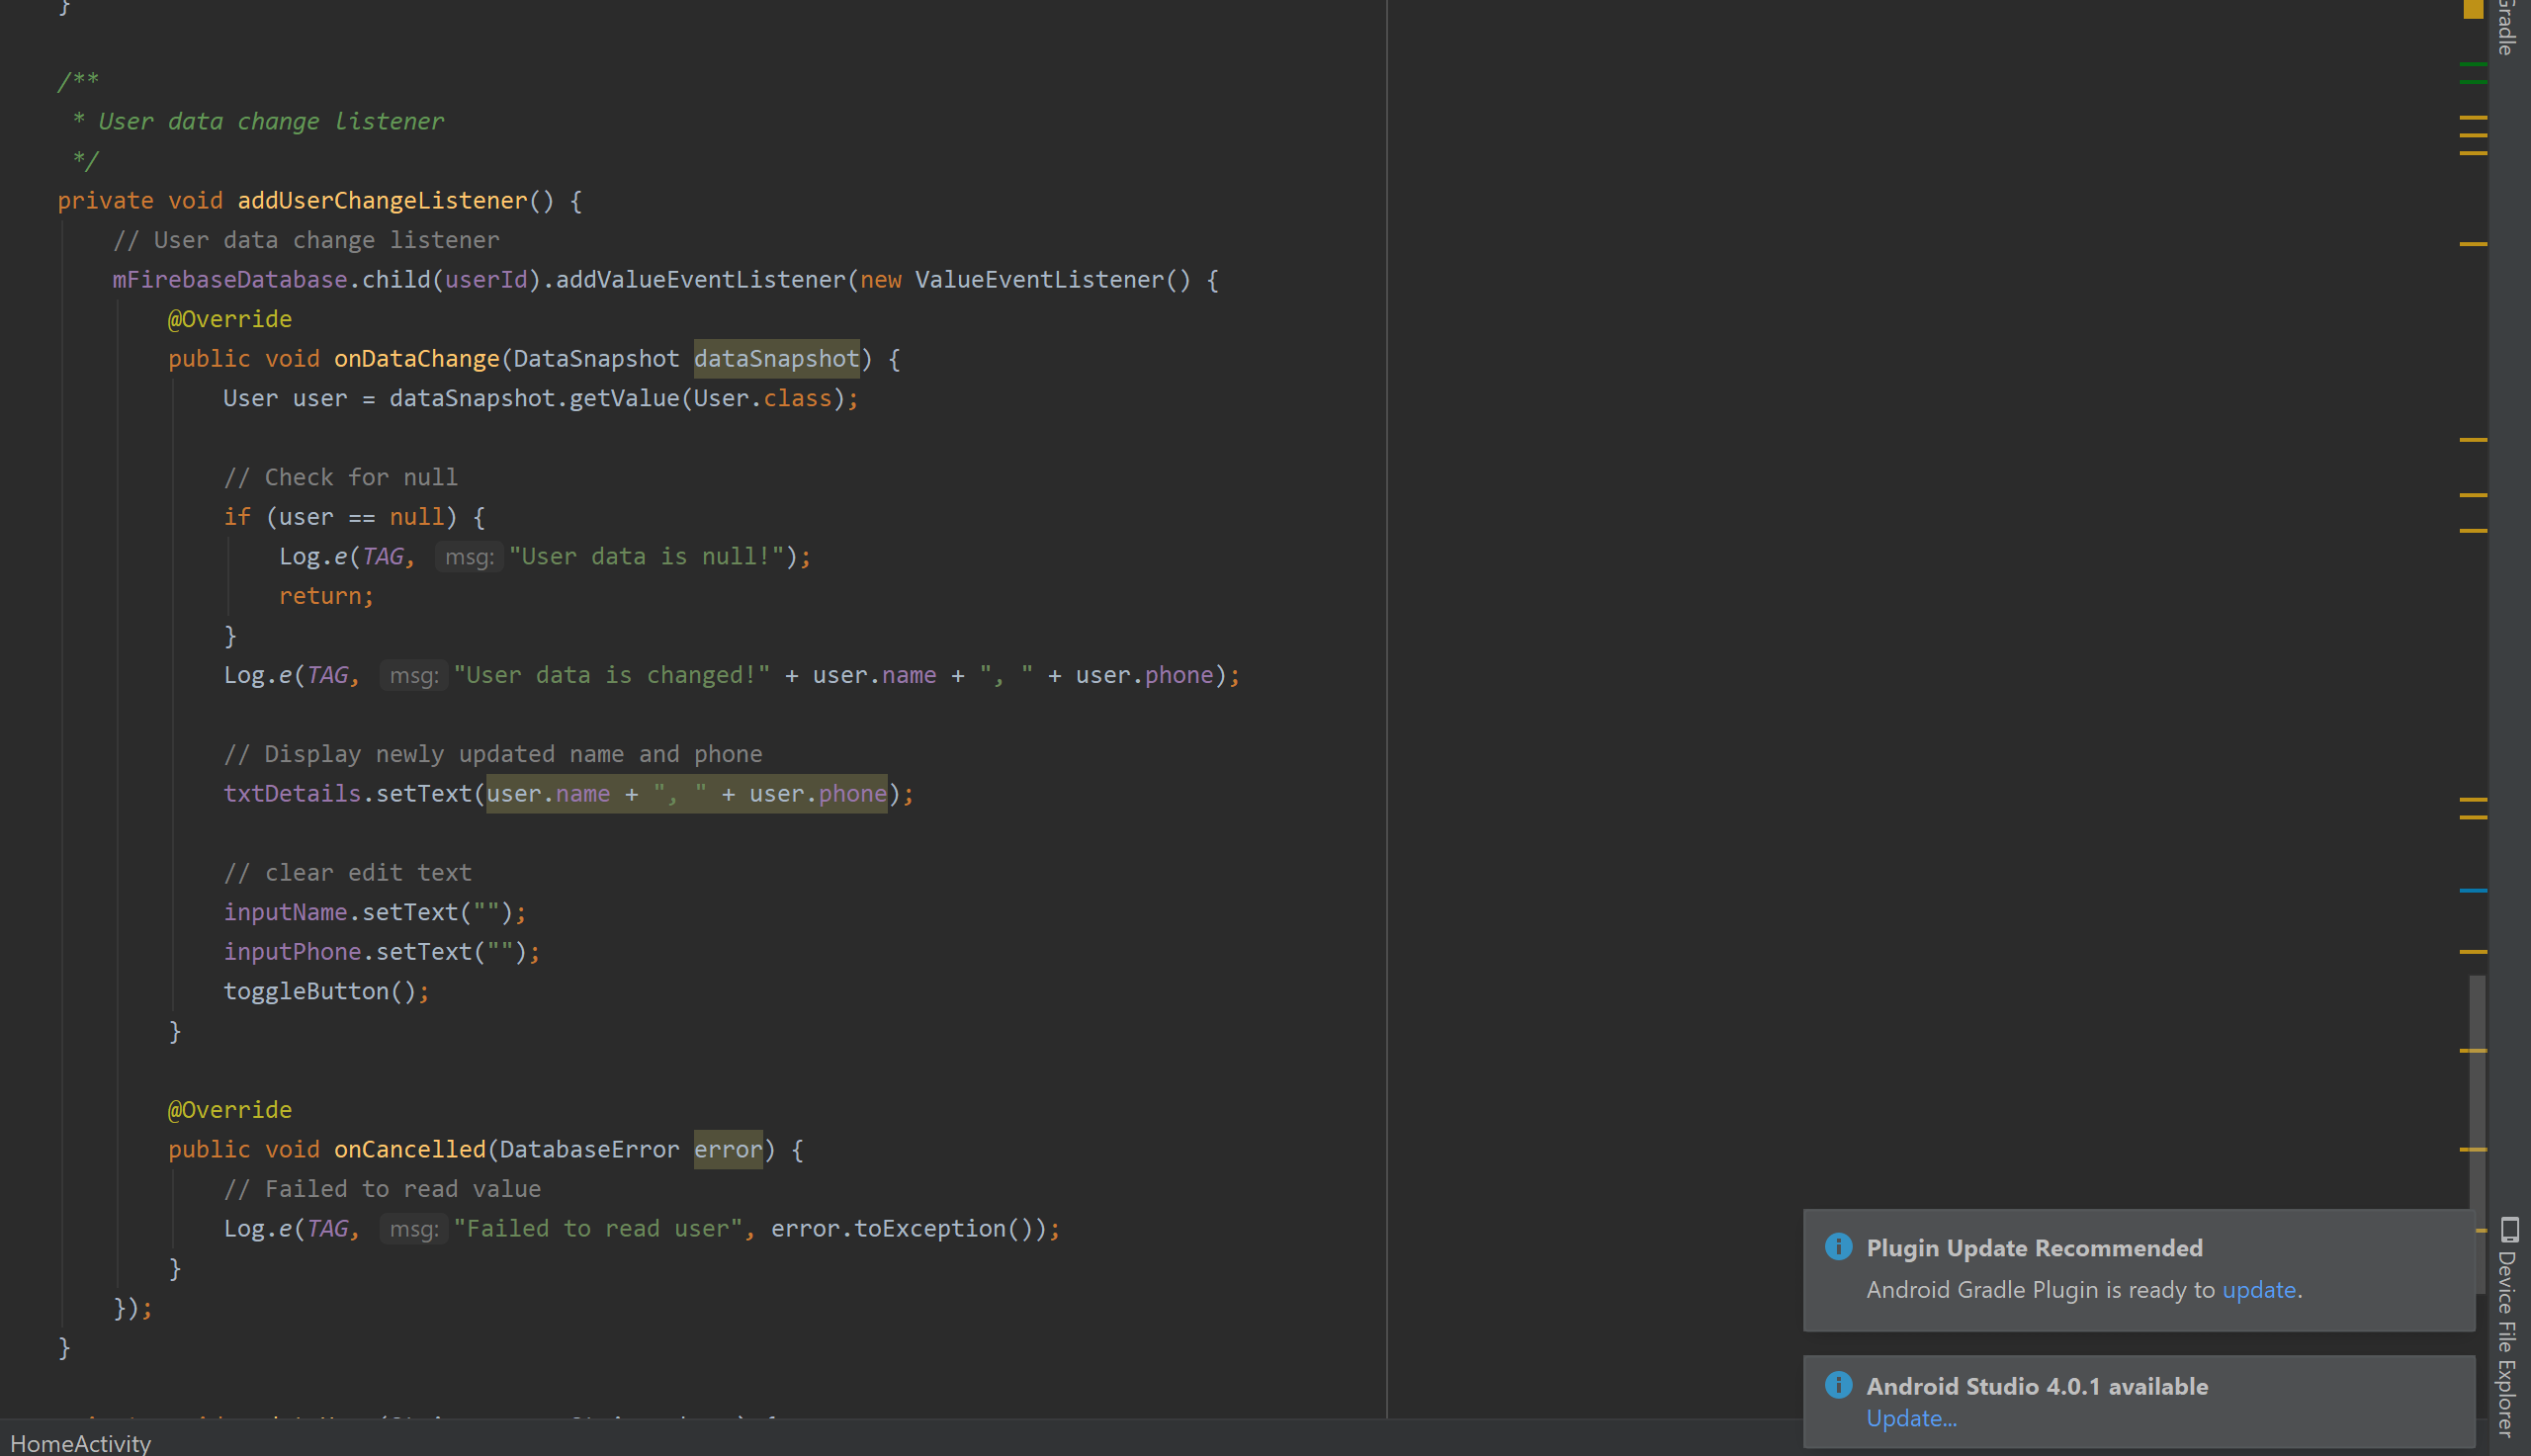 }
/**
 * User data change listener
 */
private void addUserChangeListener() {
// User data change listener
mFirebaseDatabase.child(userId).addValueEventListener(new ValueEventListener() {
@Override
public void onDataChange(DataSnapshot dataSnapshot) {
User user = dataSnapshot.getValue(User.class);
// Check for null
if (user == null) {
Log.e(TAG, msg: "User data is null!");
return;
}
Log.e(TAG, msg: "User data is changed!" + user.name + ", " + user.phone);
// Display newly updated name and phone
txtDetails.setText(user.name + ", " + user.phone);
// clear edit text
inputName.setText("");
inputPhone.setText("");
toggleButton();
}
@Override
public void onCancelled(DatabaseError error) {
// Failed to read value
Log.e(TAG, msg: "Failed to read user", error.toException());
}
});
}
HomeActivity
Gradle
Plugin Update Recommended
Android Gradle Plugin is ready to update.
Android Studio 4.0.1 available
Update...
Device File Explorer